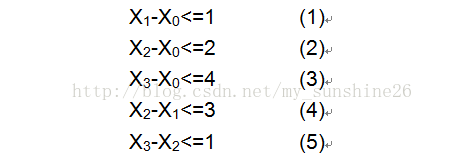 X₁-X₀<=1 (1)
X₂-X₀<=2 (2)
X₃-X₀<=4 (3)
http://blog.csdn.net/my_sunshine26
X₂-X₁<=3 (4)
X₃-X₂<=1 (5)